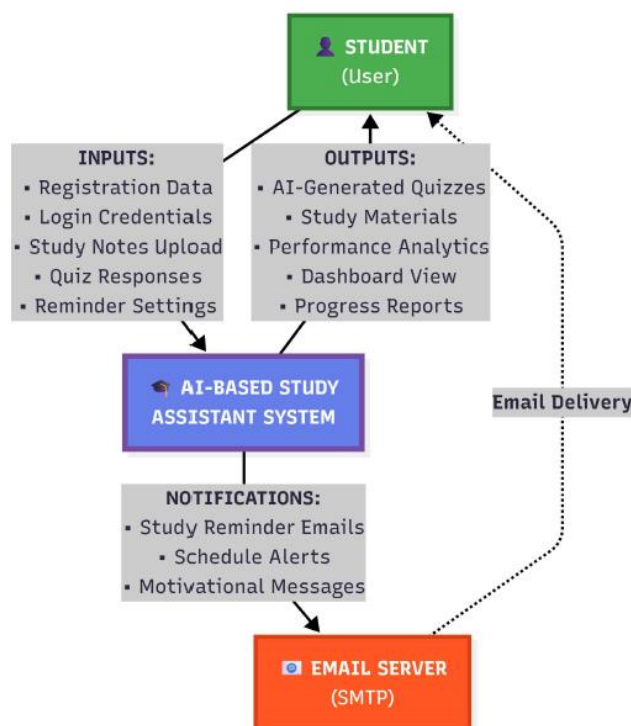 STUDENT
(User)
INPUTS:
▪ Registration Data
▪ Login Credentials
▪ Study Notes Upload
▪ Quiz Responses
▪ Reminder Settings
OUTPUTS:
▪ AI-Generated Quizzes
▪ Study Materials
▪ Performance Analytics
▪ Dashboard View
▪ Progress Reports
AI-BASED STUDY
ASSISTANT SYSTEM
Email Delivery
NOTIFICATIONS:
▪ Study Reminder Emails
▪ Schedule Alerts
▪ Motivational Messages
EMAIL SERVER
(SMTP)